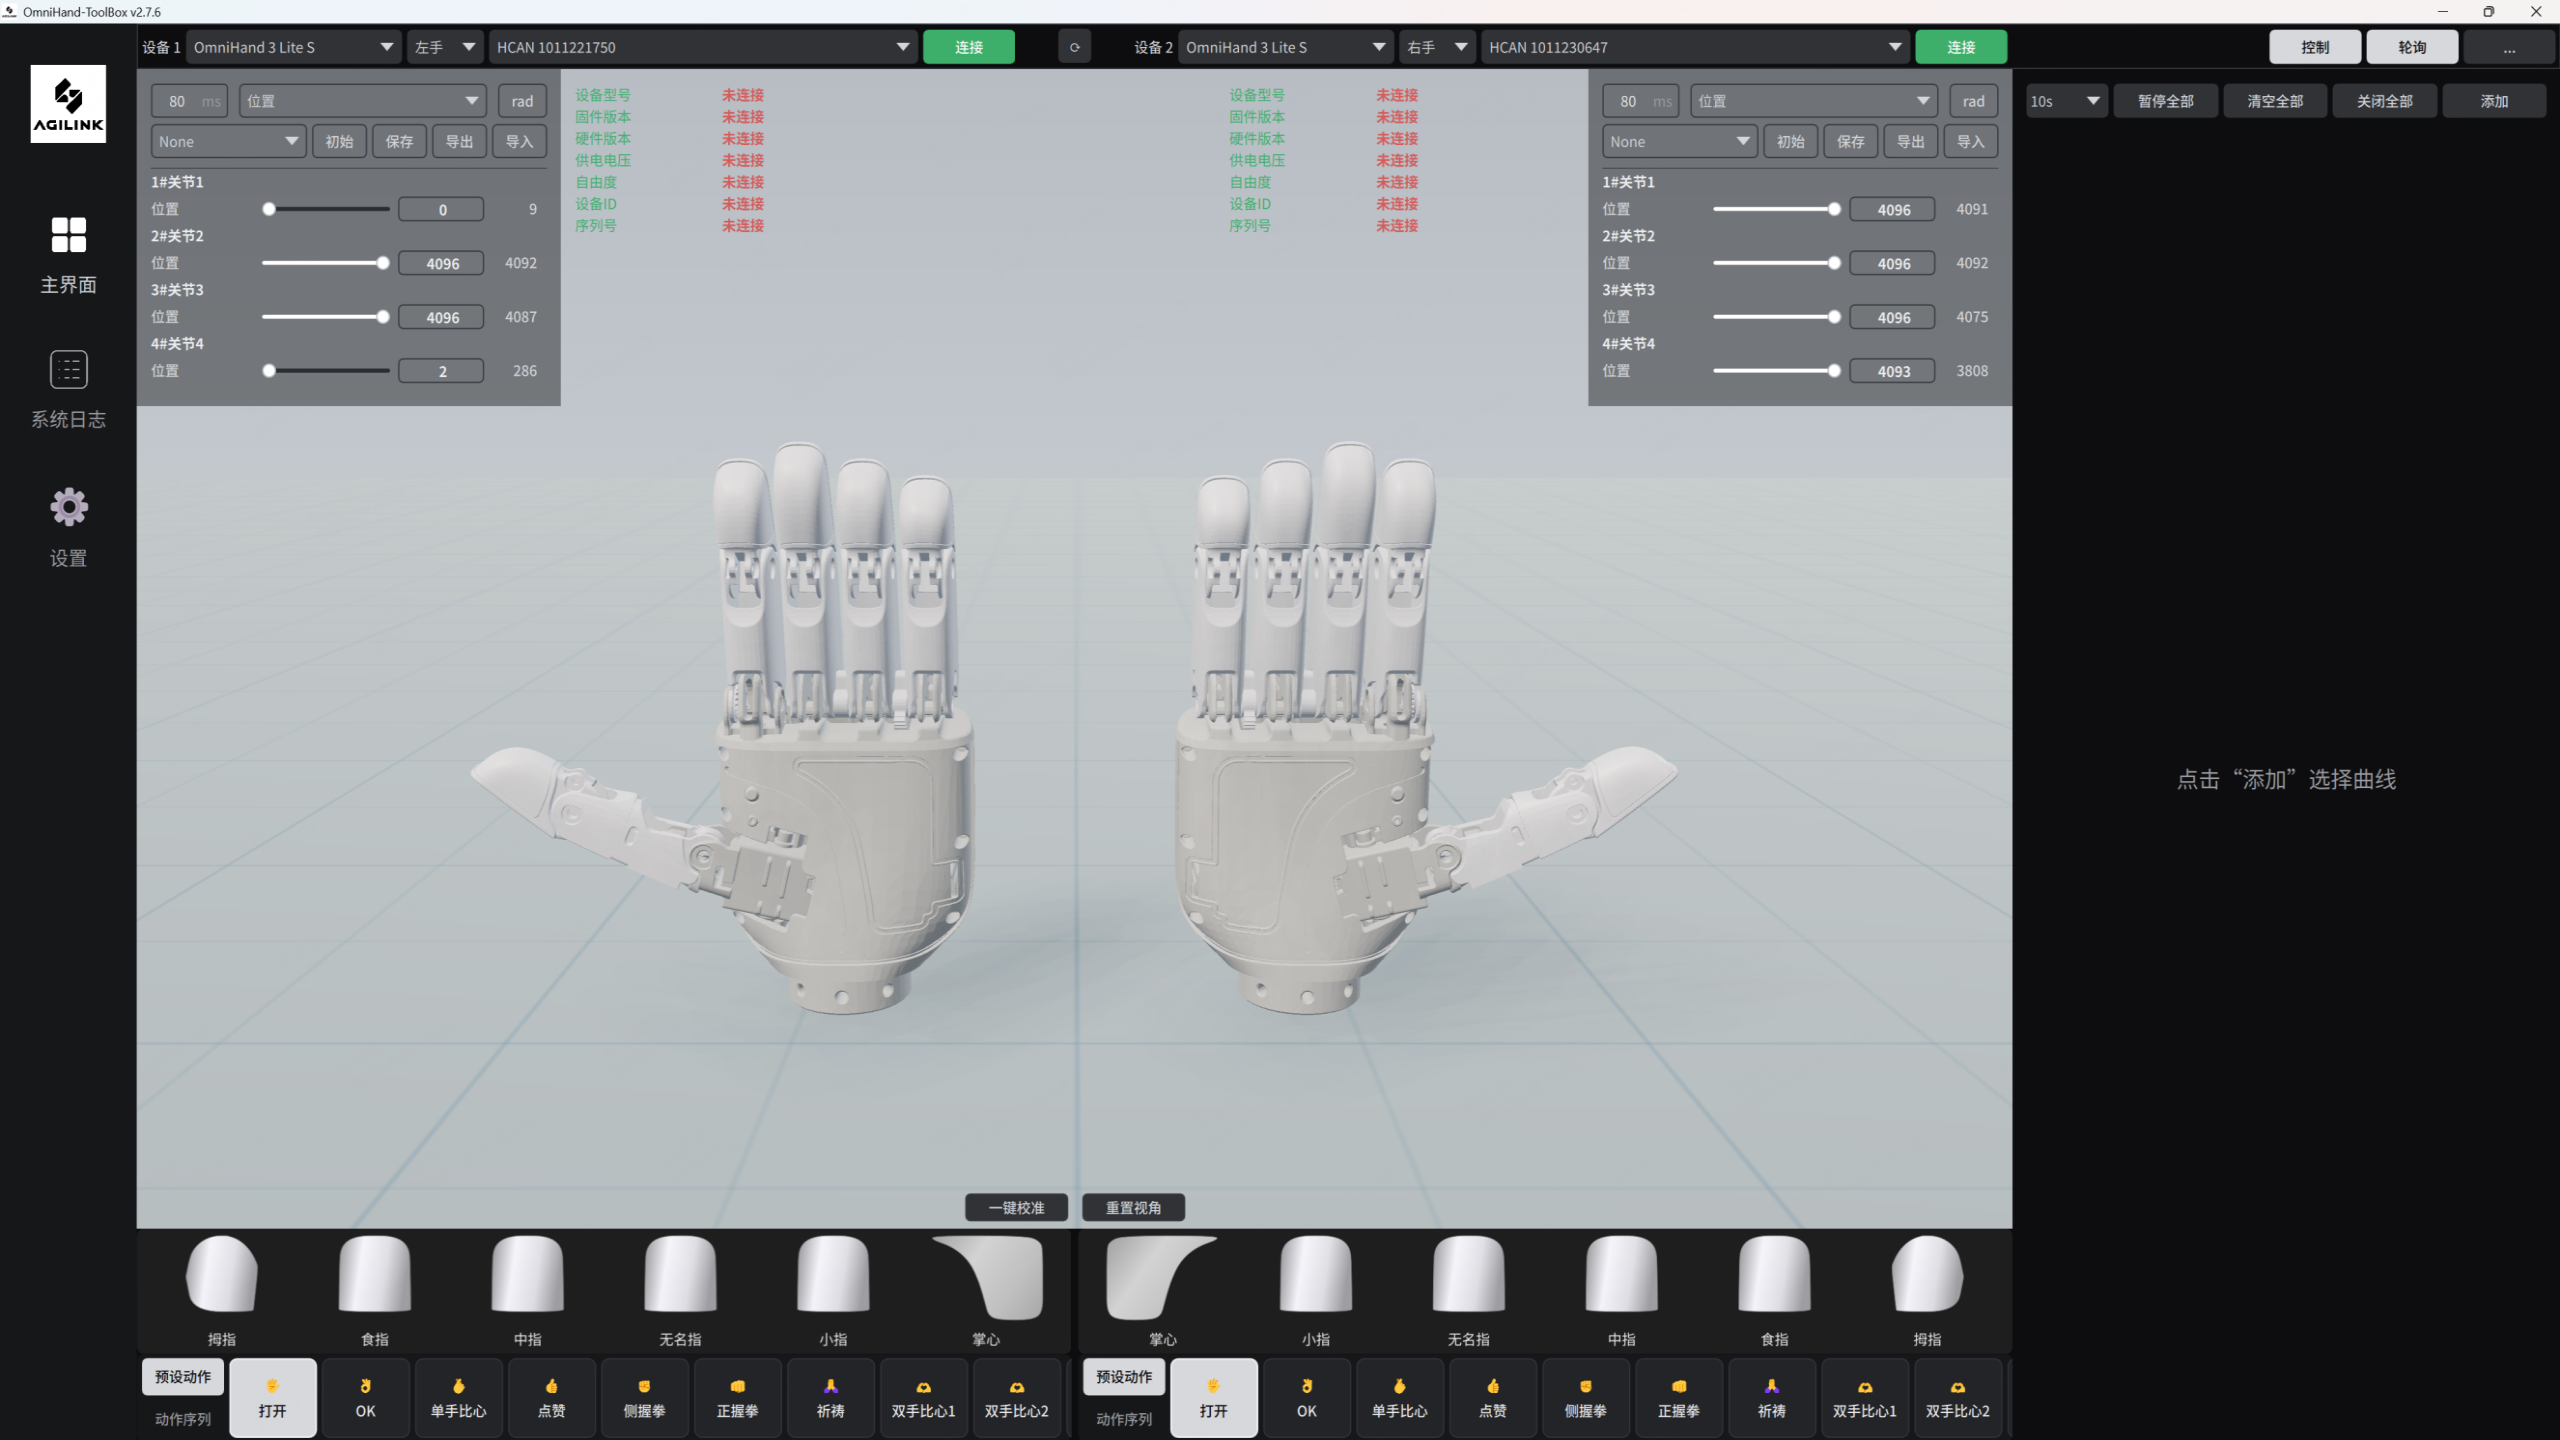 OmniHand-ToolBox v2.7.6
设备 1 OmniHand 3 Lite S 左手 HCAN 1011221750 连接 设备 2 OmniHand 3 Lite S 右手 HCAN 1011230647 连接 控制 轮询 ...
AGILINK
主界面
系统日志
设置
80 ms 位置 rad
None 初始 保存 导出 导入
1#关节1
位置 0 9
2#关节2
位置 4096 4092
3#关节3
位置 4096 4087
4#关节4
位置 2 286
设备型号 未连接
固件版本 未连接
硬件版本 未连接
供电电压 未连接
自由度 未连接
设备ID 未连接
序列号 未连接
设备型号 未连接
固件版本 未连接
硬件版本 未连接
供电电压 未连接
自由度 未连接
设备ID 未连接
序列号 未连接
80 ms 位置 rad
None 初始 保存 导出 导入
1#关节1
位置 4096 4091
2#关节2
位置 4096 4092
3#关节3
位置 4096 4075
4#关节4
位置 4093 3808
10s 暂停全部 清空全部 关闭全部 添加
点击“添加”选择曲线
一键校准 重置视角
拇指 食指 中指 无名指 小指 掌心 掌心 小指 无名指 中指 食指 拇指
预设动作
动作序列
打开 OK 单手比心 点赞 侧握拳 正握拳 祈祷 双手比心1 双手比心2
预设动作
动作序列
打开 OK 单手比心 点赞 侧握拳 正握拳 祈祷 双手比心1 双手比心2